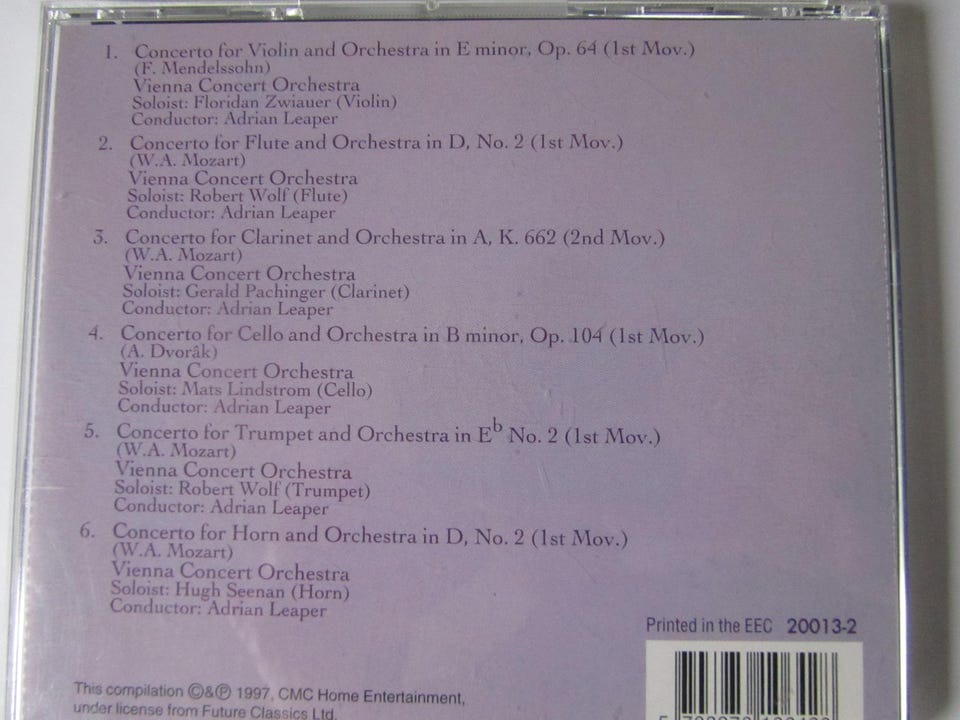 1. Concerto for Violin and Orchestra in E minor, Op. 64 (1st Mov.)
(F. Mendelssohn)
Vienna Concert Orchestra
Soloist: Floridan Zwiauer (Violin)
Conductor: Adrian Leaper
2. Concerto for Flute and Orchestra in D, No. 2 (1st Mov.)
(W.A. Mozart)
Vienna Concert Orchestra
Soloist: Robert Wolf (Flute)
Conductor: Adrian Leaper
3. Concerto for Clarinet and Orchestra in A, K. 662 (2nd Mov.)
(W.A. Mozart)
Vienna Concert Orchestra
Soloist: Gerald Pachinger (Clarinet)
Conductor: Adrian Leaper
4. Concerto for Cello and Orchestra in B minor, Op. 104 (1st Mov.)
(A. Dvorâk)
Vienna Concert Orchestra
Soloist: Mats Lindstrom (Cello)
Conductor: Adrian Leaper
5. Concerto for Trumpet and Orchestra in Eb No. 2 (1st Mov.)
(W.A. Mozart)
Vienna Concert Orchestra
Soloist: Robert Wolf (Trumpet)
Conductor: Adrian Leaper
6. Concerto for Horn and Orchestra in D, No. 2 (1st Mov.)
(W.A. Mozart)
Vienna Concert Orchestra
Soloist: Hugh Seenan (Horn)
Conductor: Adrian Leaper
Printed in the EEC 20013-2
This compilation ©&℗ 1997, CMC Home Entertainment,
under license from Future Classics Ltd.